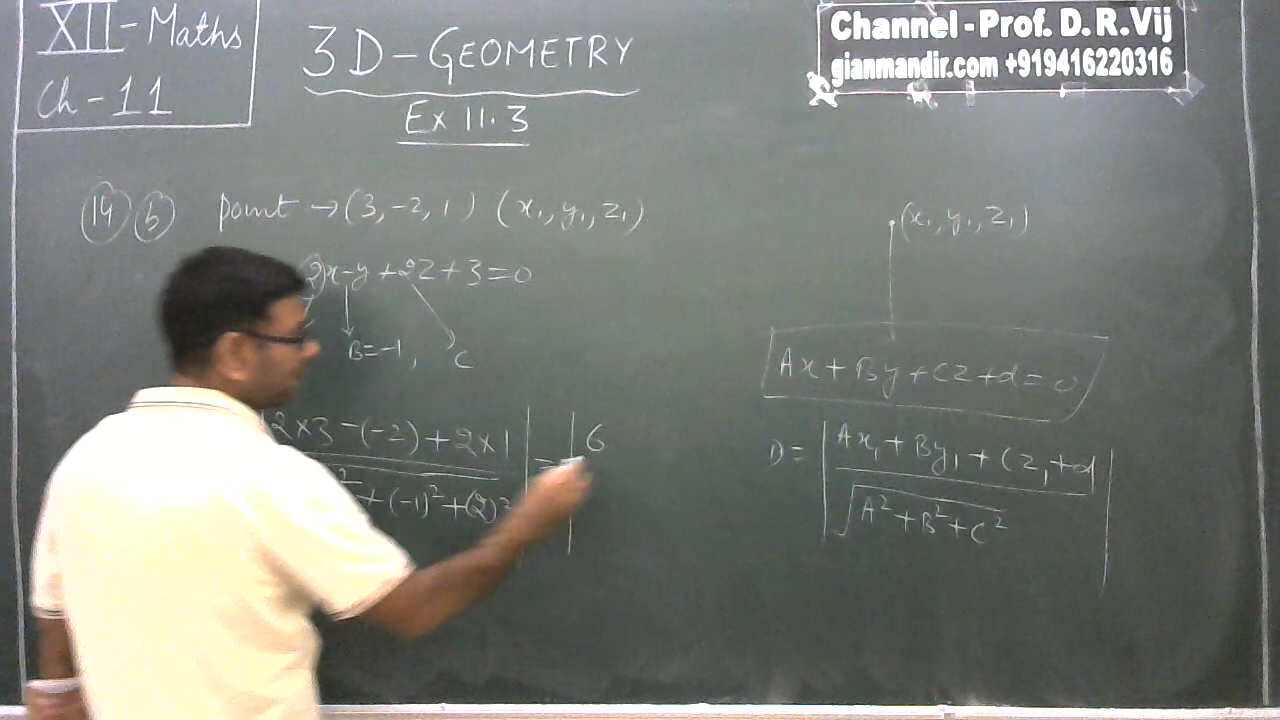 XII-Maths
Ch-11
3D-GEOMETRY
Ex 11.3
Channel - Prof. D. R. Vij
gianmandir.com +919416220316
14 b point → (3, -2, 1) (x₁, y₁, z₁)
2x-y+2z+3=0
B=-1, C
2×3-(-2)+2×1 = 6
² + (-1)² + (2)²
(x₁, y₁, z₁)
Ax+By+Cz+d=0
D = | Ax₁ + By₁ + Cz₁ + d |
√A²+B²+C²